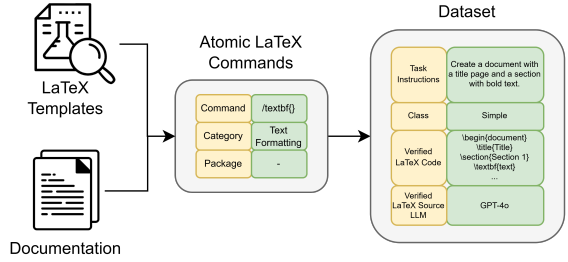 LaTeX
Templates
Documentation
Atomic LaTeX
Commands
Command
/textbf{}
Category
Text
Formatting
Package
-
Dataset
Task
Instructions
Create a document with
a title page and a section
with bold text.
Class
Simple
Verified
LaTeX Code
\begin{document}
\title{Title}
\section{Section 1}
\textbf{text}
...
Verified
LaTeX Source
LLM
GPT-4o